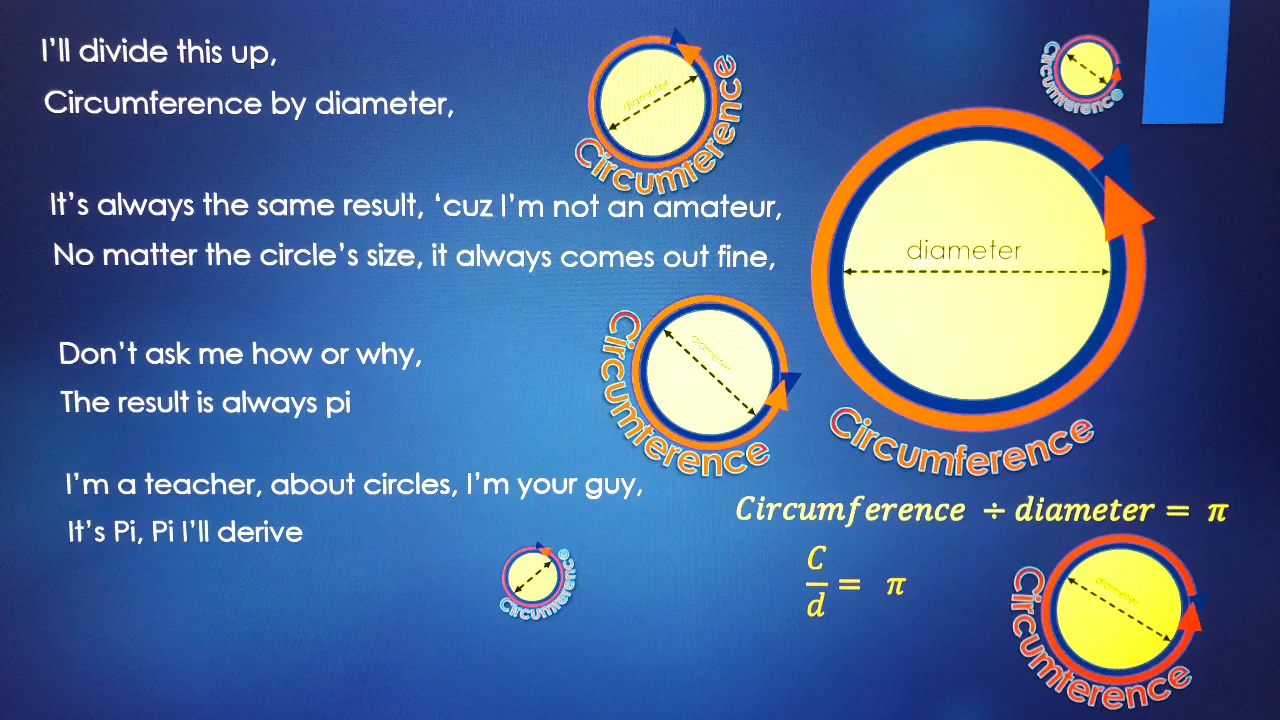 I'll divide this up,
Circumference by diameter,
It's always the same result, 'cuz I'm not an amateur,
No matter the circle's size, it always comes out fine,
Don't ask me how or why,
The result is always pi
I'm a teacher, about circles, I'm your guy,
It's Pi, Pi I'll derive
diameter
Circumference
Circumference
diameter
Circumference
diameter
Circumference
Circumference ÷ diameter = π
C
d
= π
Circumference
diameter
Circumference